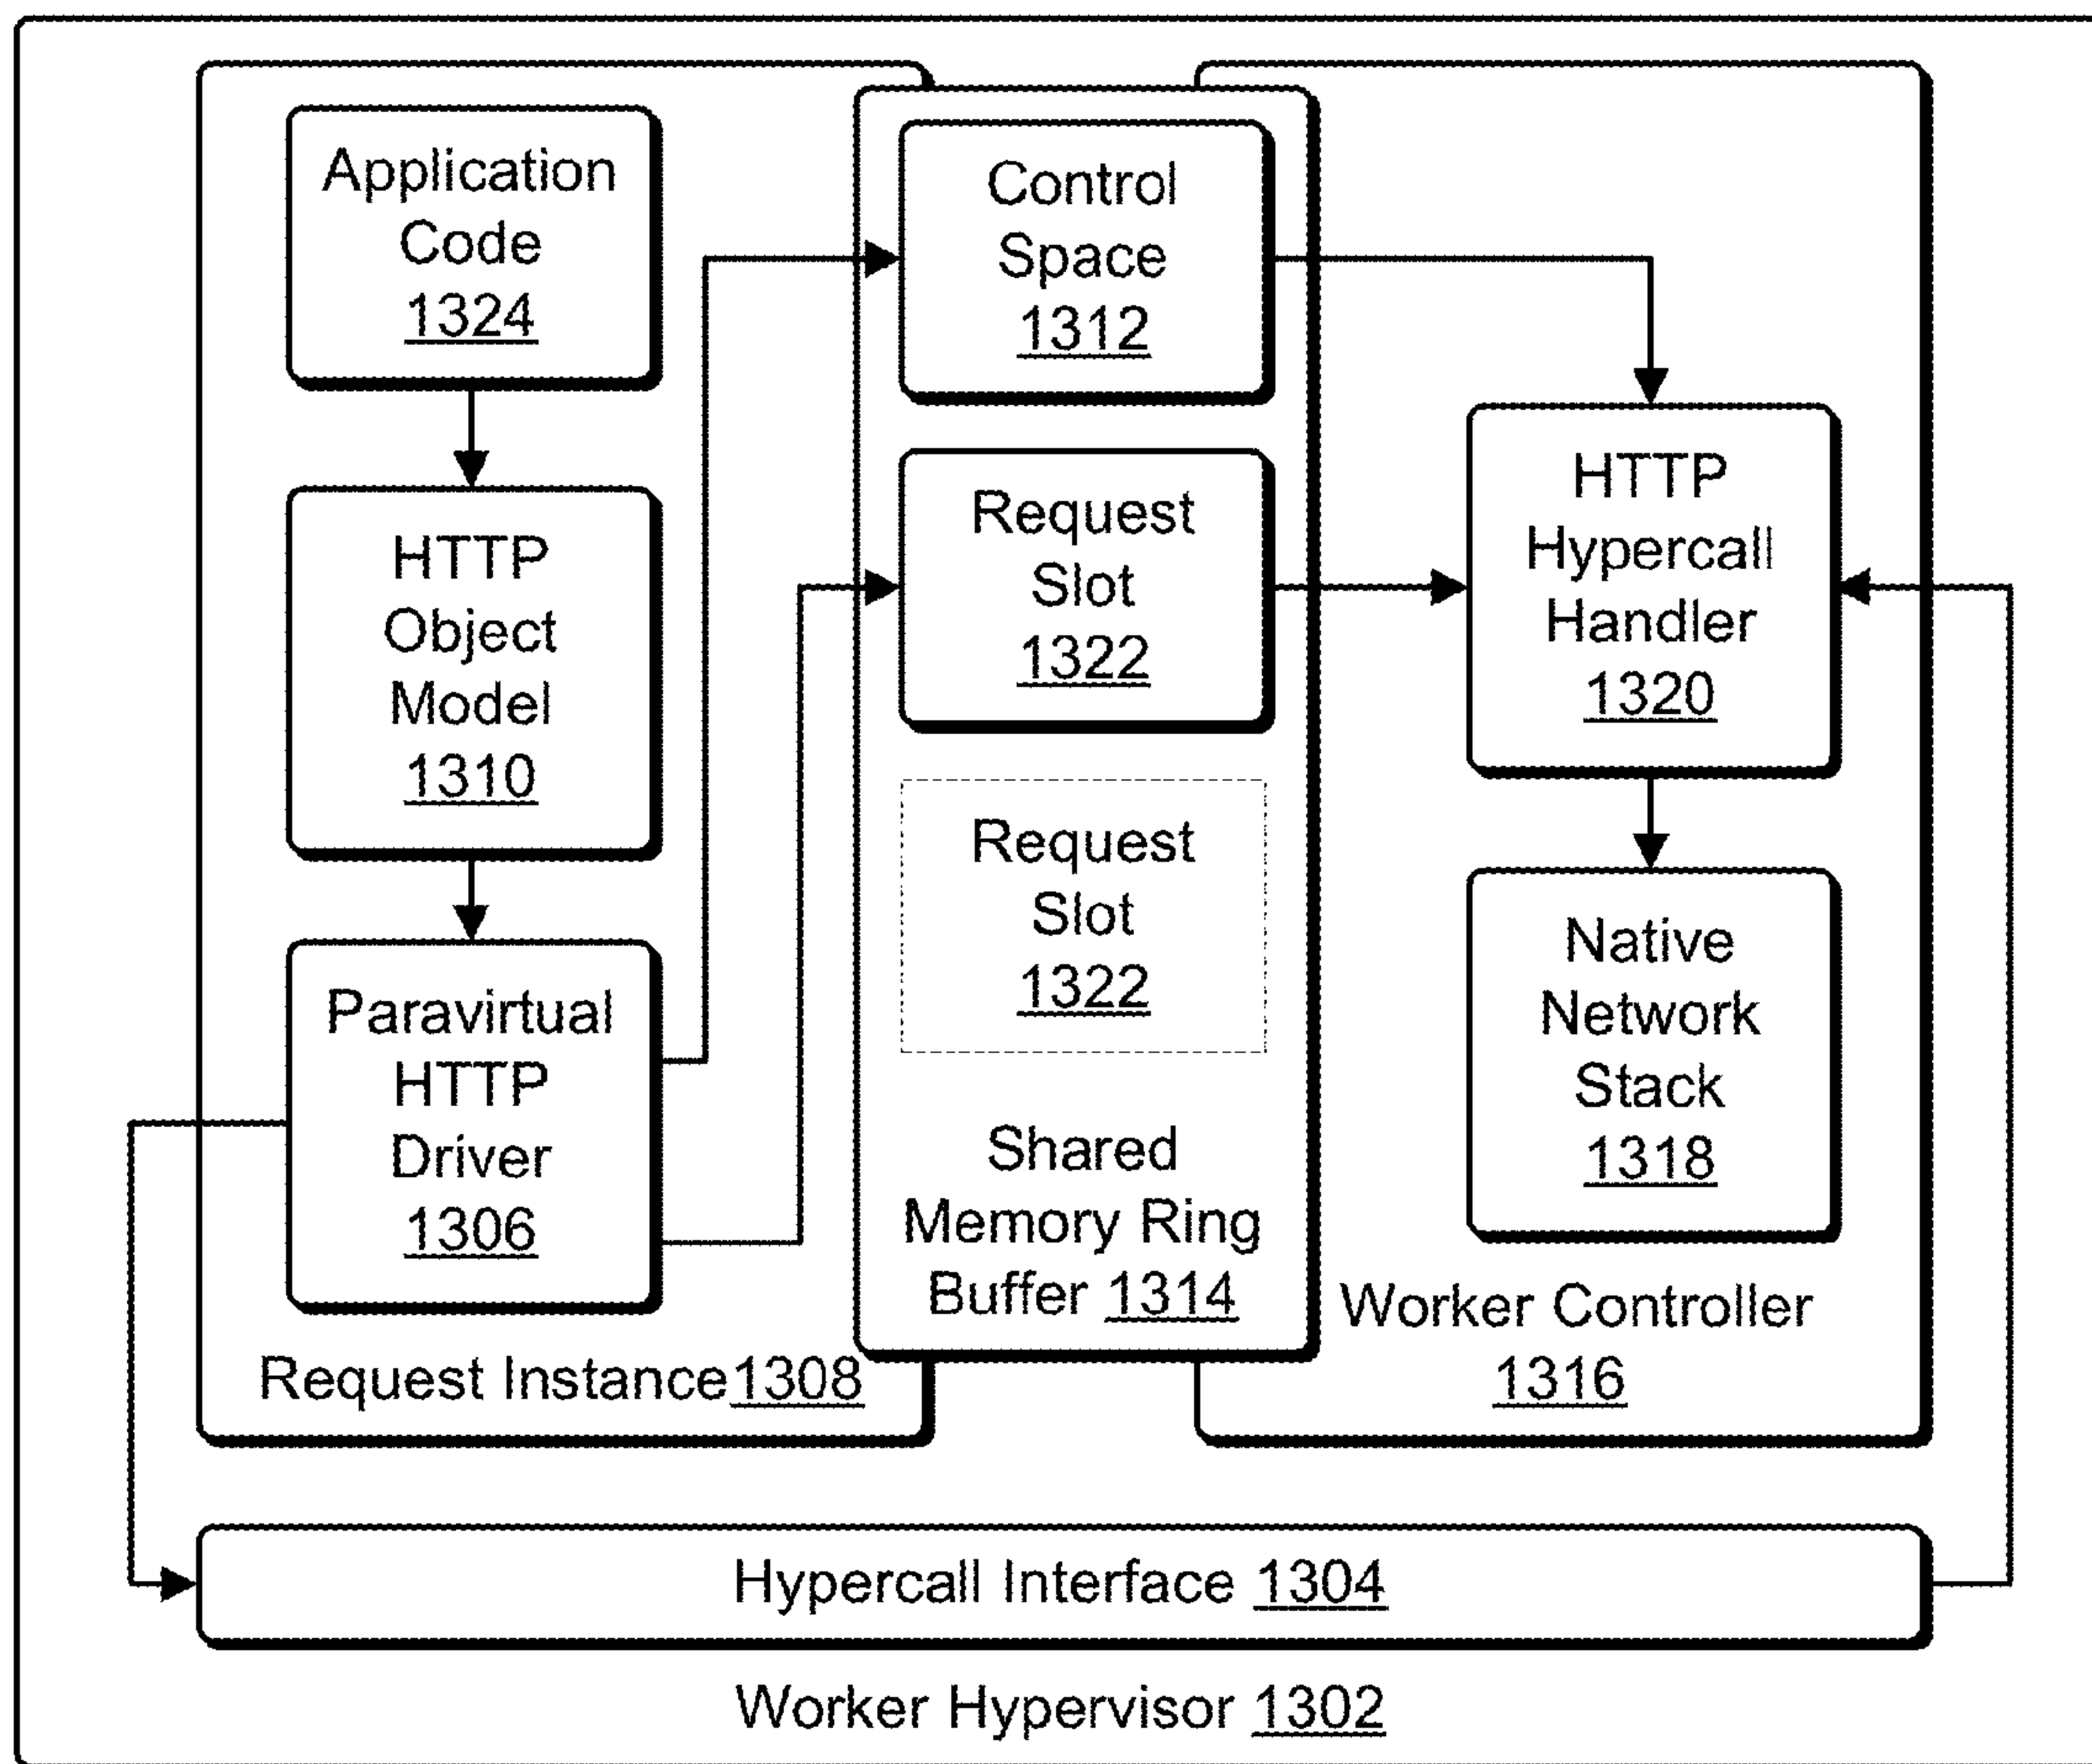 Application
Code
1324
HTTP
Object
Model
1310
Paravirtual
HTTP
Driver
1306
Request Instance1308
Control
Space
1312
Request
Slot
1322
Request
Slot
1322
Shared
Memory Ring
Buffer 1314
HTTP
Hypercall
Handler
1320
Native
Network
Stack
1318
Worker Controller
1316
Hypercall Interface 1304
Worker Hypervisor 1302